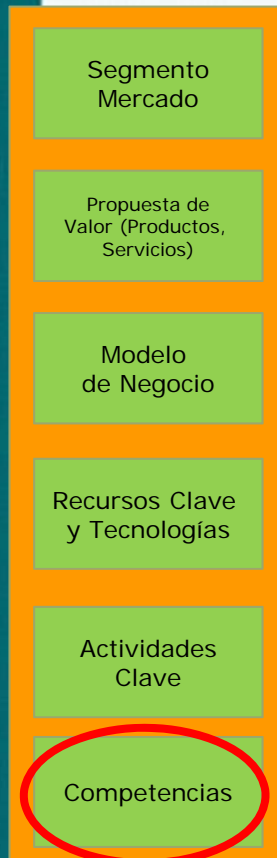 Segmento
Mercado
Propuesta de
Valor (Productos,
Servicios)
Modelo
de Negocio
Recursos Clave
y Tecnologías
Actividades
Clave
Competencias